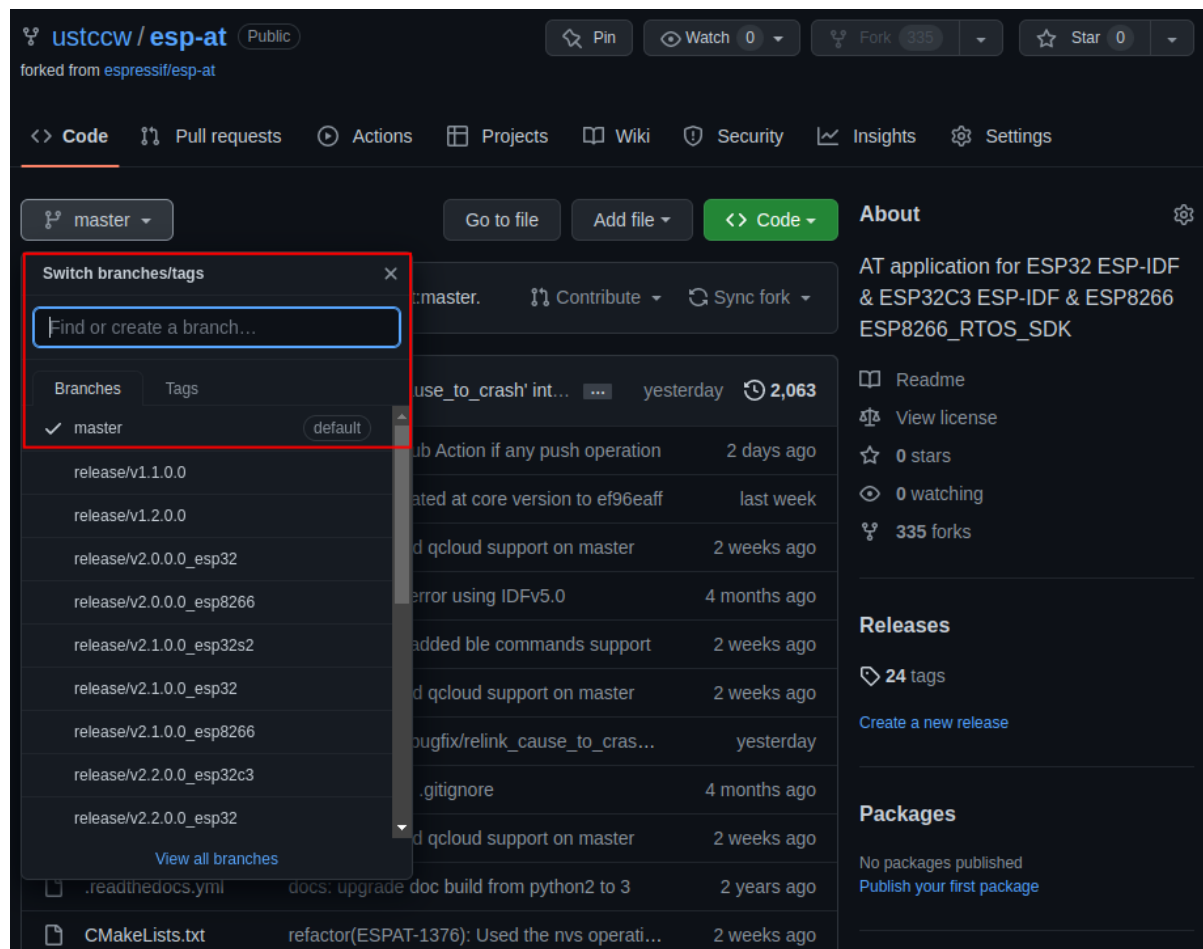 ustccw / esp-at Public
Pin
Watch 0
Fork 335
Star 0
forked from espressif/esp-at
Code
Pull requests
Actions
Projects
Wiki
Security
Insights
Settings
master
Go to file
Add file
Code
Switch branches/tags
Find or create a branch…
Branches
Tags
master default
release/v1.1.0.0
release/v1.2.0.0
release/v2.0.0.0_esp32
release/v2.0.0.0_esp8266
release/v2.1.0.0_esp32s2
release/v2.1.0.0_esp32
release/v2.1.0.0_esp8266
release/v2.2.0.0_esp32c3
release/v2.2.0.0_esp32
View all branches
:master.
Contribute
Sync fork
use_to_crash' int… ... yesterday 2,063
ub Action if any push operation 2 days ago
ated at core version to ef96eaff last week
d qcloud support on master 2 weeks ago
error using IDFv5.0 4 months ago
added ble commands support 2 weeks ago
d qcloud support on master 2 weeks ago
bugfix/relink_cause_to_cras… yesterday
.gitignore 4 months ago
d qcloud support on master 2 weeks ago
.readthedocs.yml docs: upgrade doc build from python2 to 3 2 years ago
CMakeLists.txt refactor(ESPAT-1376): Used the nvs operati… 2 weeks ago
About
AT application for ESP32 ESP-IDF
& ESP32C3 ESP-IDF & ESP8266
ESP8266_RTOS_SDK
Readme
View license
0 stars
0 watching
335 forks
Releases
24 tags
Create a new release
Packages
No packages published
Publish your first package